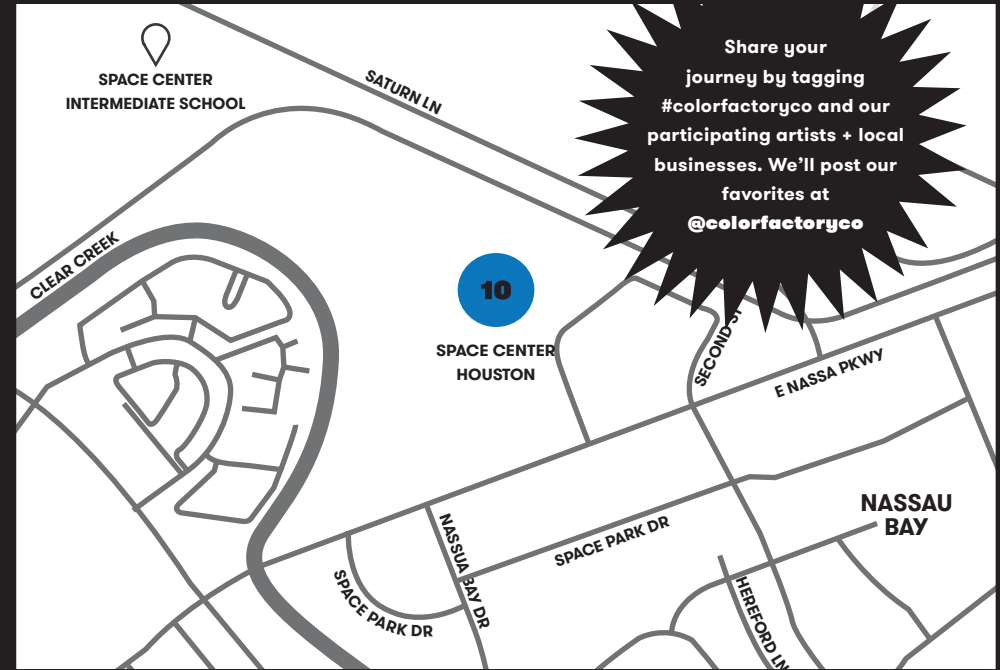 SPACE CENTER
INTERMEDIATE SCHOOL
SATURN LN
Share your
journey by tagging
#colorfactoryco and our
participating artists + local
businesses. We'll post our
favorites at
@colorfactoryco
CLEAR CREEK
10
SPACE CENTER
HOUSTON
SECOND ST
E NASSA PKWY
NASSAU
BAY
SPACE PARK DR
NASSUA BAY DR
SPACE PARK DR
HEREFORD LN